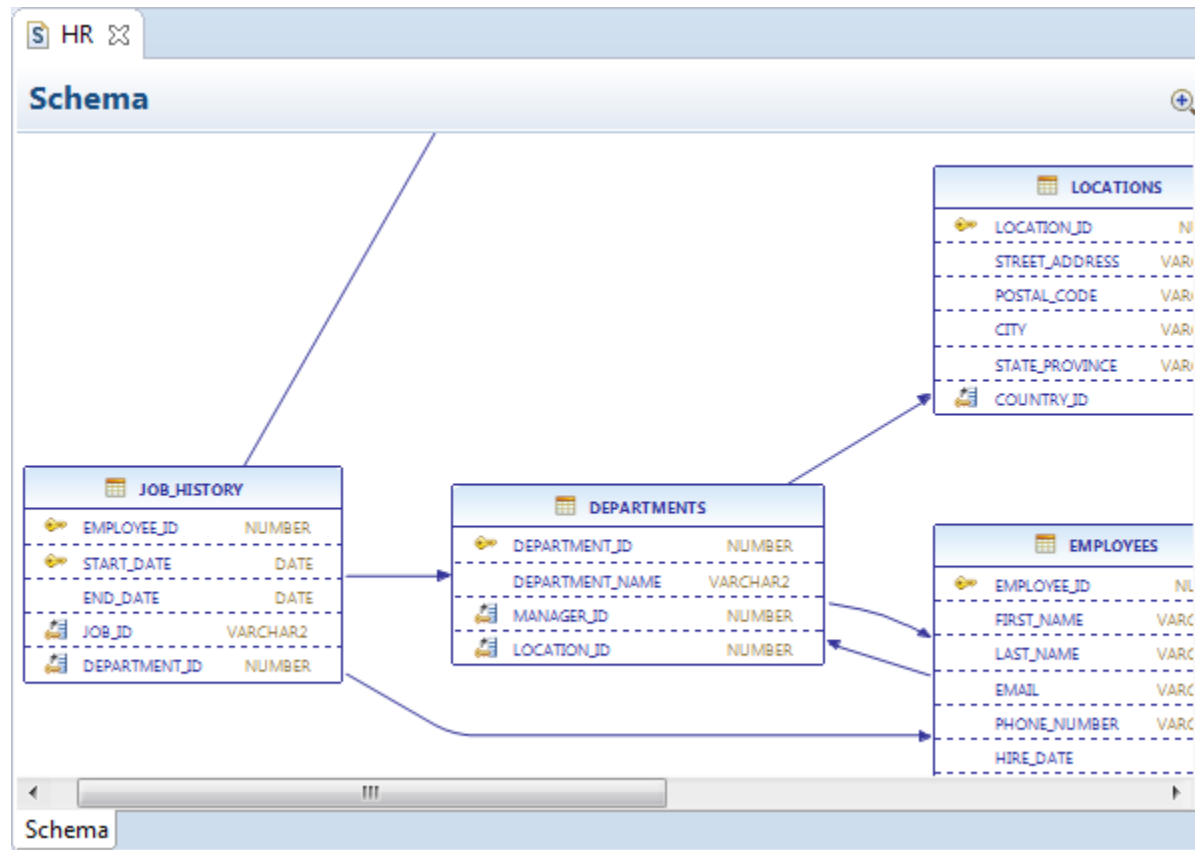 HR
Schema
LOCATIONS
LOCATION_ID
STREET_ADDRESS
POSTAL_CODE
CITY
STATE_PROVINCE
COUNTRY_ID
JOB_HISTORY
EMPLOYEE_ID NUMBER
START_DATE DATE
END_DATE DATE
JOB_ID VARCHAR2
DEPARTMENT_ID NUMBER
DEPARTMENTS
DEPARTMENT_ID NUMBER
DEPARTMENT_NAME VARCHAR2
MANAGER_ID NUMBER
LOCATION_ID NUMBER
EMPLOYEES
EMPLOYEE_ID
FIRST_NAME
LAST_NAME
EMAIL
PHONE_NUMBER
HIRE_DATE
Schema